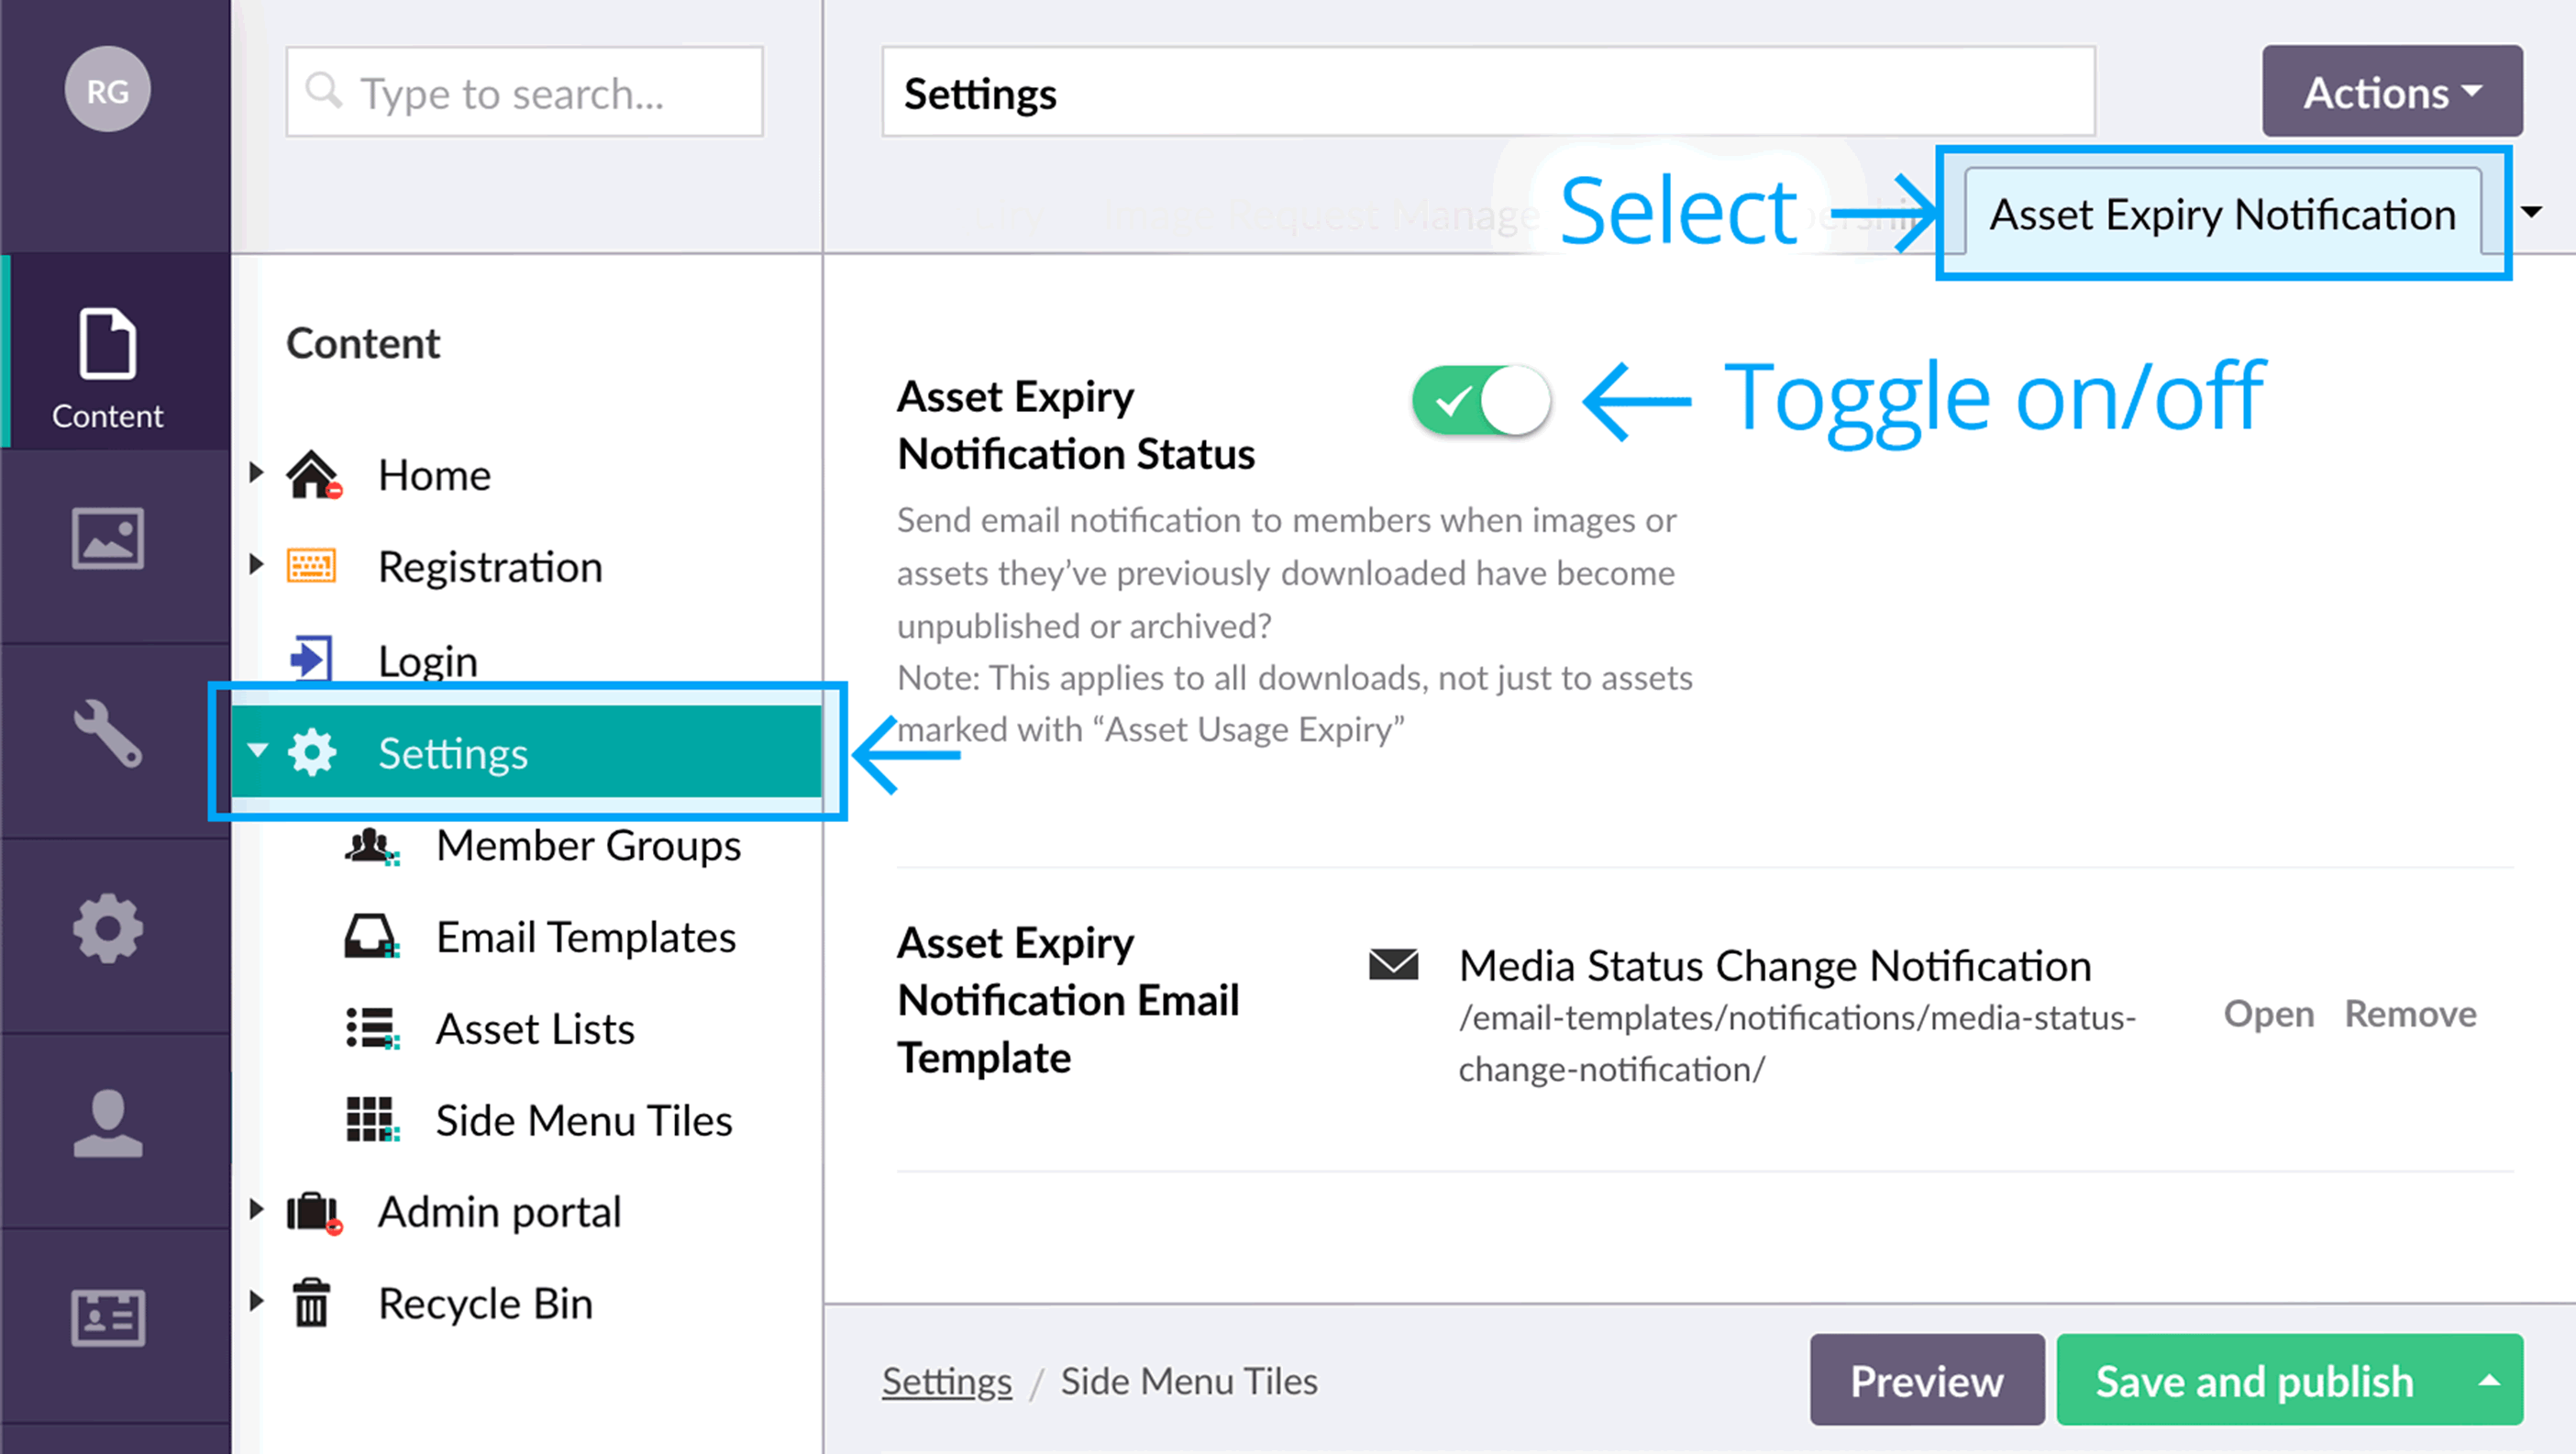 RG
Type to search...
Settings
Actions
Select
Asset Expiry Notification
Content
Content
Home
Registration
Login
Settings
Member Groups
Email Templates
Asset Lists
Side Menu Tiles
Admin portal
Recycle Bin
Asset Expiry
Notification Status
Toggle on/off
Send email notification to members when images or
assets they’ve previously downloaded have become
unpublished or archived?
Note: This applies to all downloads, not just to assets
marked with “Asset Usage Expiry”
Asset Expiry
Notification Email
Template
Media Status Change Notification
/email-templates/notifications/media-status-
change-notification/
Open Remove
Settings / Side Menu Tiles
Preview
Save and publish